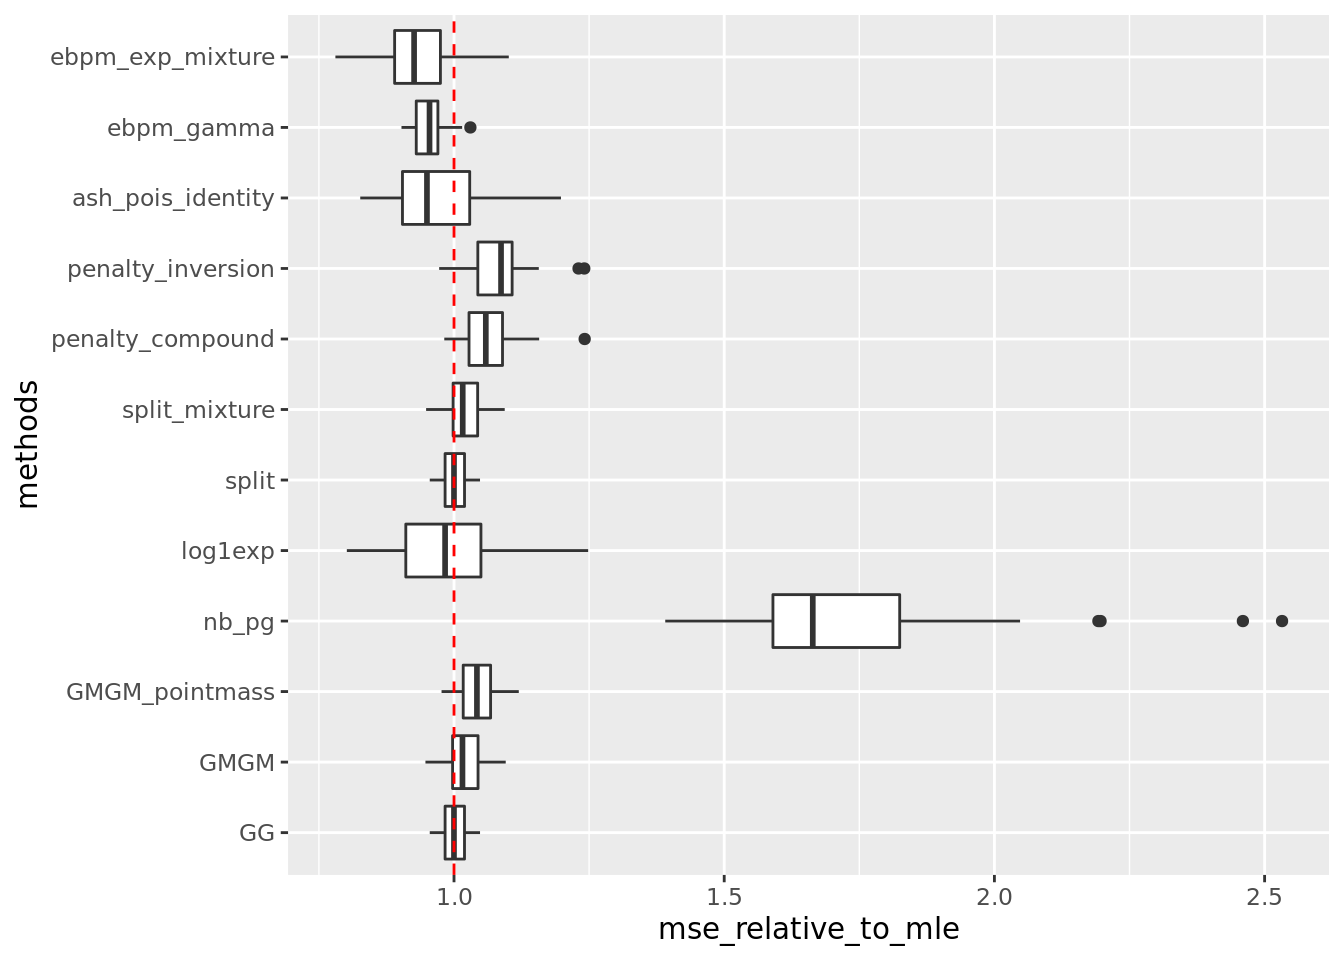 ebpm_exp_mixture
ebpm_gamma
ash_pois_identity
penalty_inversion
penalty_compound
split_mixture
split
log1exp
nb_pg
GMGM_pointmass
GMGM
GG
methods
1.0 1.5 2.0 2.5
mse_relative_to_mle